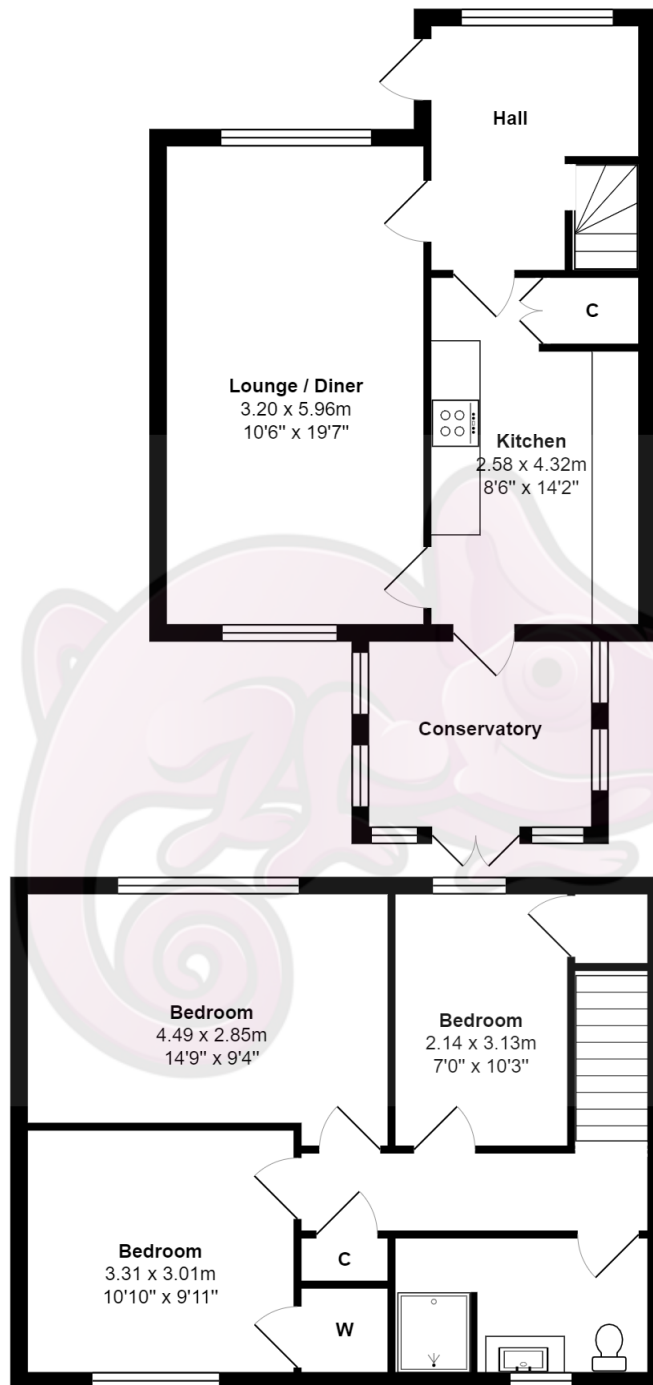 Hall
C
Lounge / Diner
3.20 x 5.96m
10'6" x 19'7"
Kitchen
2.58 x 4.32m
8'6" x 14'2"
Conservatory
Bedroom
4.49 x 2.85m
14'9" x 9'4"
Bedroom
2.14 x 3.13m
7'0" x 10'3"
Bedroom
3.31 x 3.01m
10'10" x 9'11"
C
W